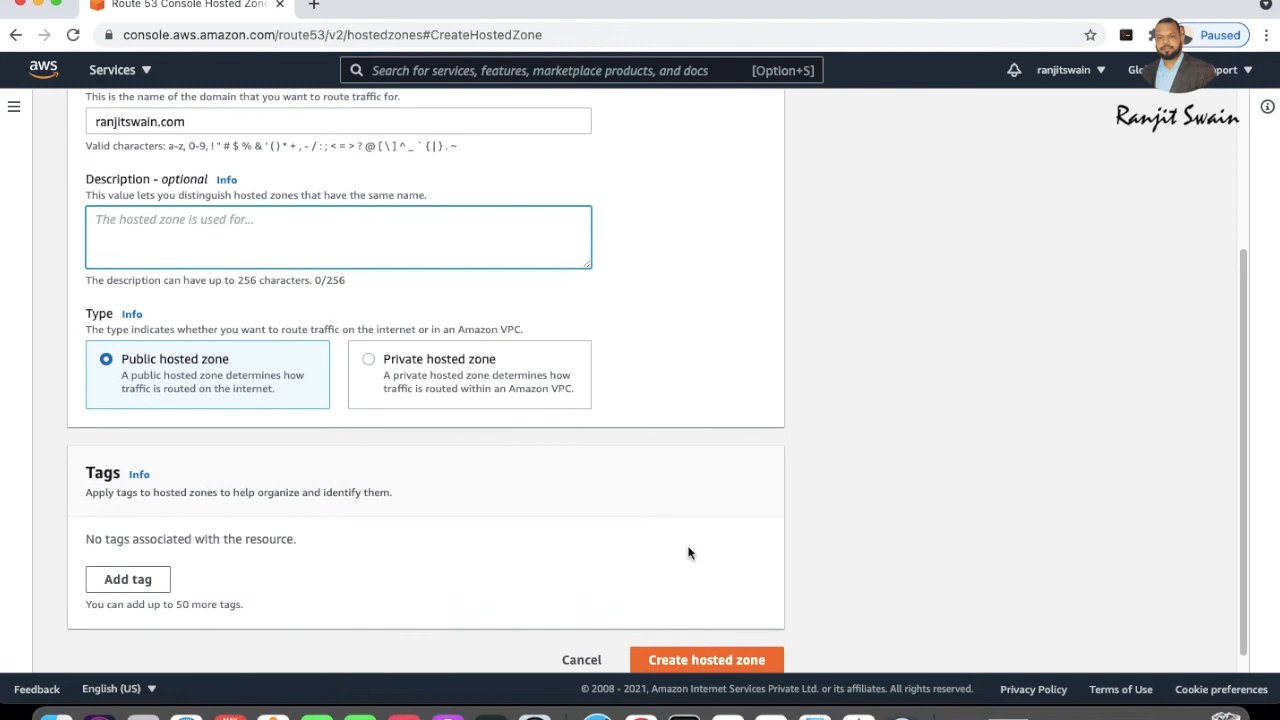 Route 53 Console Hosted Zon
console.aws.amazon.com/route53/v2/hostedzones#CreateHostedZone
Paused
aws
Services
Search for services, features, marketplace products, and docs
[Option+S]
ranjitswain
Glo
port
Ranjit Swain
This is the name of the domain that you want to route traffic for.
ranjitswain.com
Valid characters: a-z, 0-9, ! " # $ % & ' ( ) * + , - / : ; < = > ? @ [ \ ] ^ _ ` { | } . ~
Description - optional Info
This value lets you distinguish hosted zones that have the same name.
The hosted zone is used for...
The description can have up to 256 characters. 0/256
Type Info
The type indicates whether you want to route traffic on the internet or in an Amazon VPC.
Public hosted zone
A public hosted zone determines how
traffic is routed on the internet.
Private hosted zone
A private hosted zone determines how
traffic is routed within an Amazon VPC.
Tags Info
Apply tags to hosted zones to help organize and identify them.
No tags associated with the resource.
Add tag
You can add up to 50 more tags.
Cancel
Create hosted zone
Feedback
English (US)
© 2008 - 2021, Amazon Internet Services Private Ltd. or its affiliates. All rights reserved.
Privacy Policy
Terms of Use
Cookie preferences